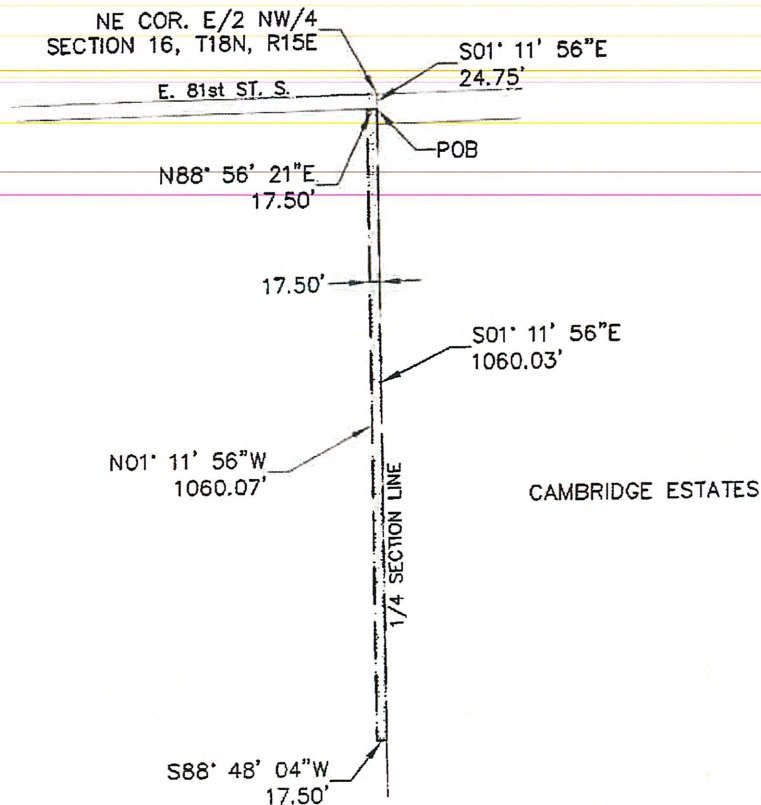 NE COR. E/2 NW/4
SECTION 16, T18N, R15E
S01° 11' 56"E
24.75'
E. 81st ST. S.
POB
N88° 56' 21"E
17.50'
17.50'
S01° 11' 56"E
1060.03'
N01° 11' 56"W
1060.07'
CAMBRIDGE ESTATES
1/4 SECTION LINE
S88° 48' 04"W
17.50'